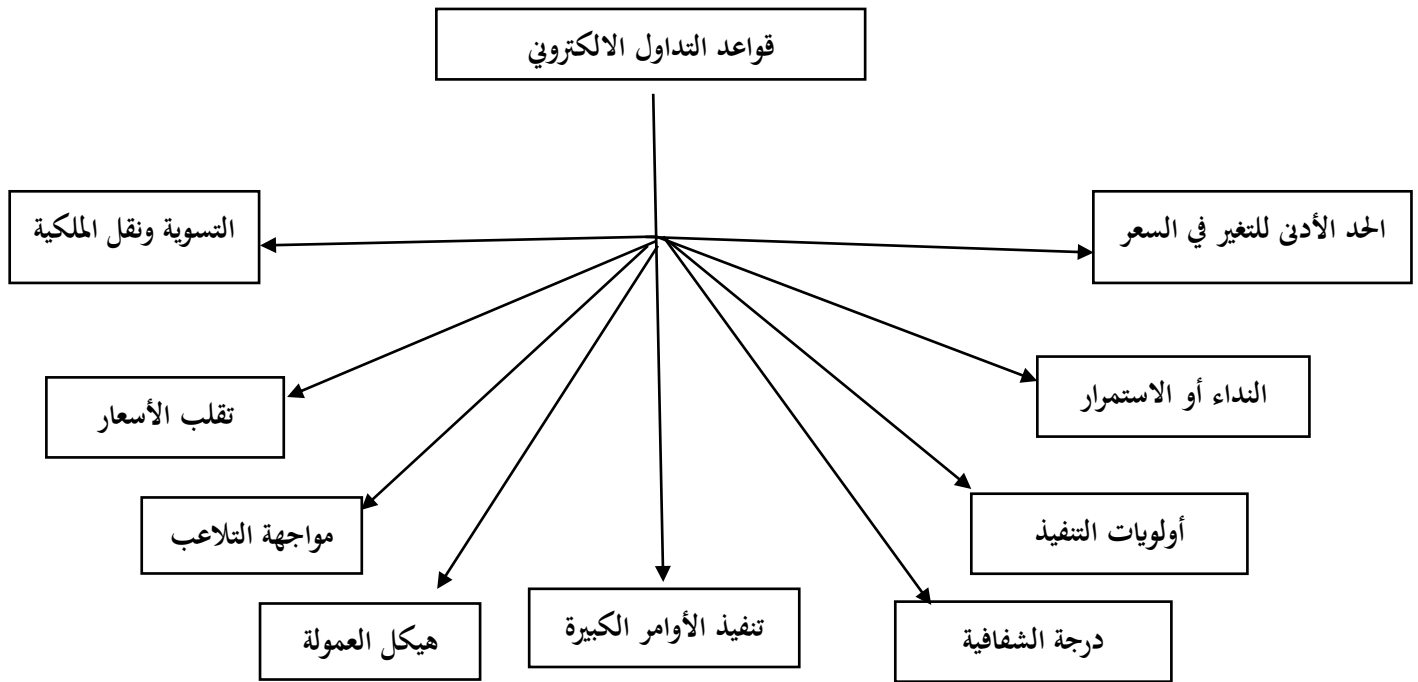 قواعد التداول الالكتروني
الحد الأدنى للتغير في السعر
التسوية ونقل الملكية
النداء أو الاستمرار
تقلب الأسعار
أولويات التنفيذ
مواجهة التلاعب
درجة الشفافية
تنفيذ الأوامر الكبيرة
هيكل العمولة